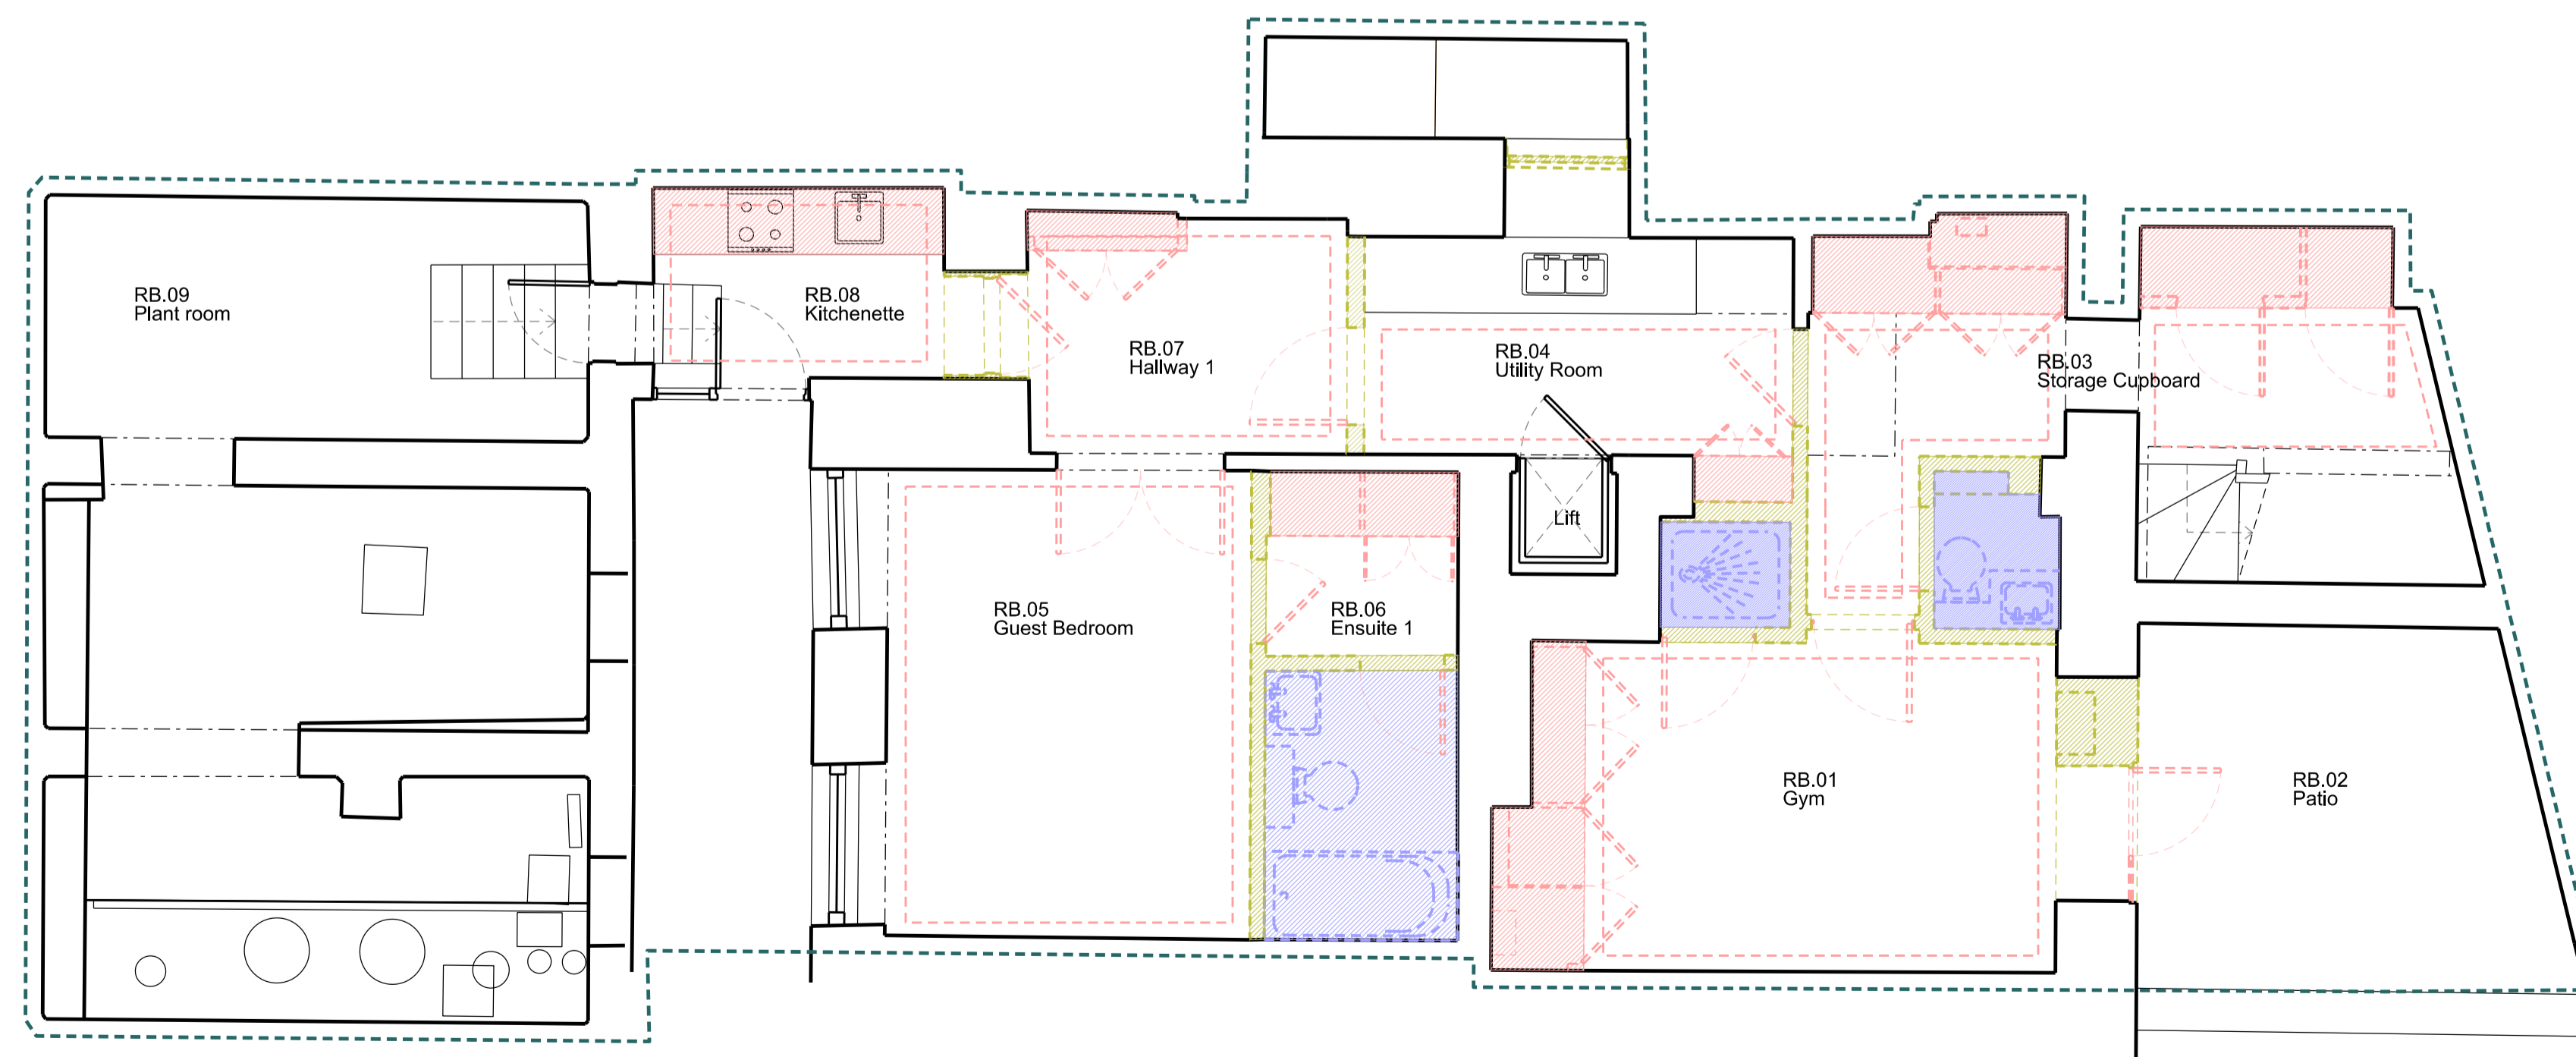 RB.09
Plant room
RB.08
Kitchenette
RB.07
Hallway 1
RB.04
Utility Room
RB.03
Storage Cupboard
Lift
RB.05
Guest Bedroom
RB.06
Ensuite 1
RB.01
Gym
RB.02
Patio